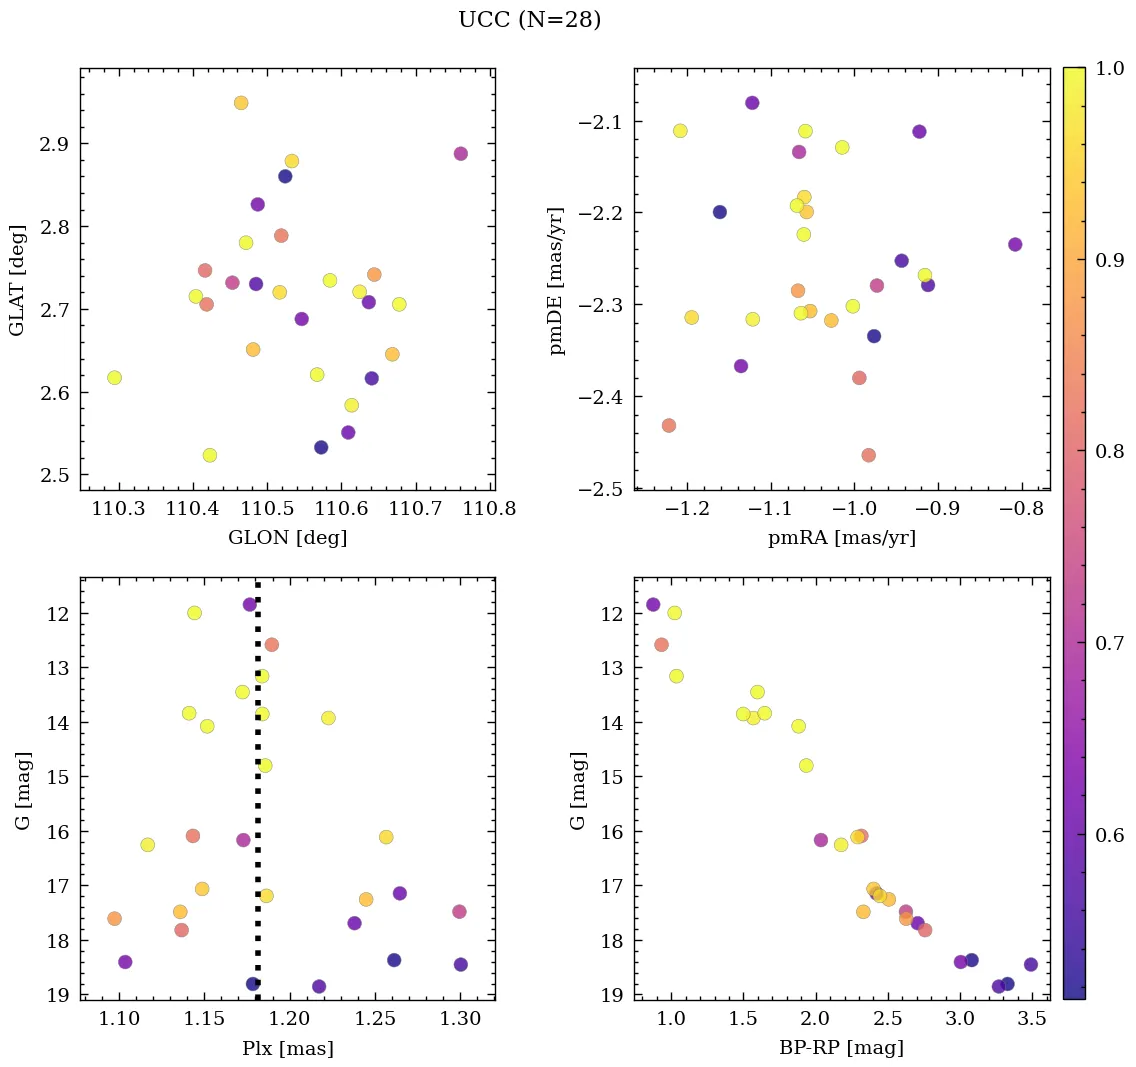 UCC (N=28)
2.9
2.8
2.7
2.6
2.5
GLAT [deg]
110.3 110.4 110.5 110.6 110.7 110.8
GLON [deg]
−2.1
−2.2
−2.3
−2.4
−2.5
pmDE [mas/yr]
−1.2 −1.1 −1.0 −0.9 −0.8
pmRA [mas/yr]
1.0
0.9
0.8
0.7
0.6
12
13
14
15
16
17
18
19
G [mag]
1.10 1.15 1.20 1.25 1.30
Plx [mas]
12
13
14
15
16
17
18
19
G [mag]
1.0 1.5 2.0 2.5 3.0 3.5
BP-RP [mag]